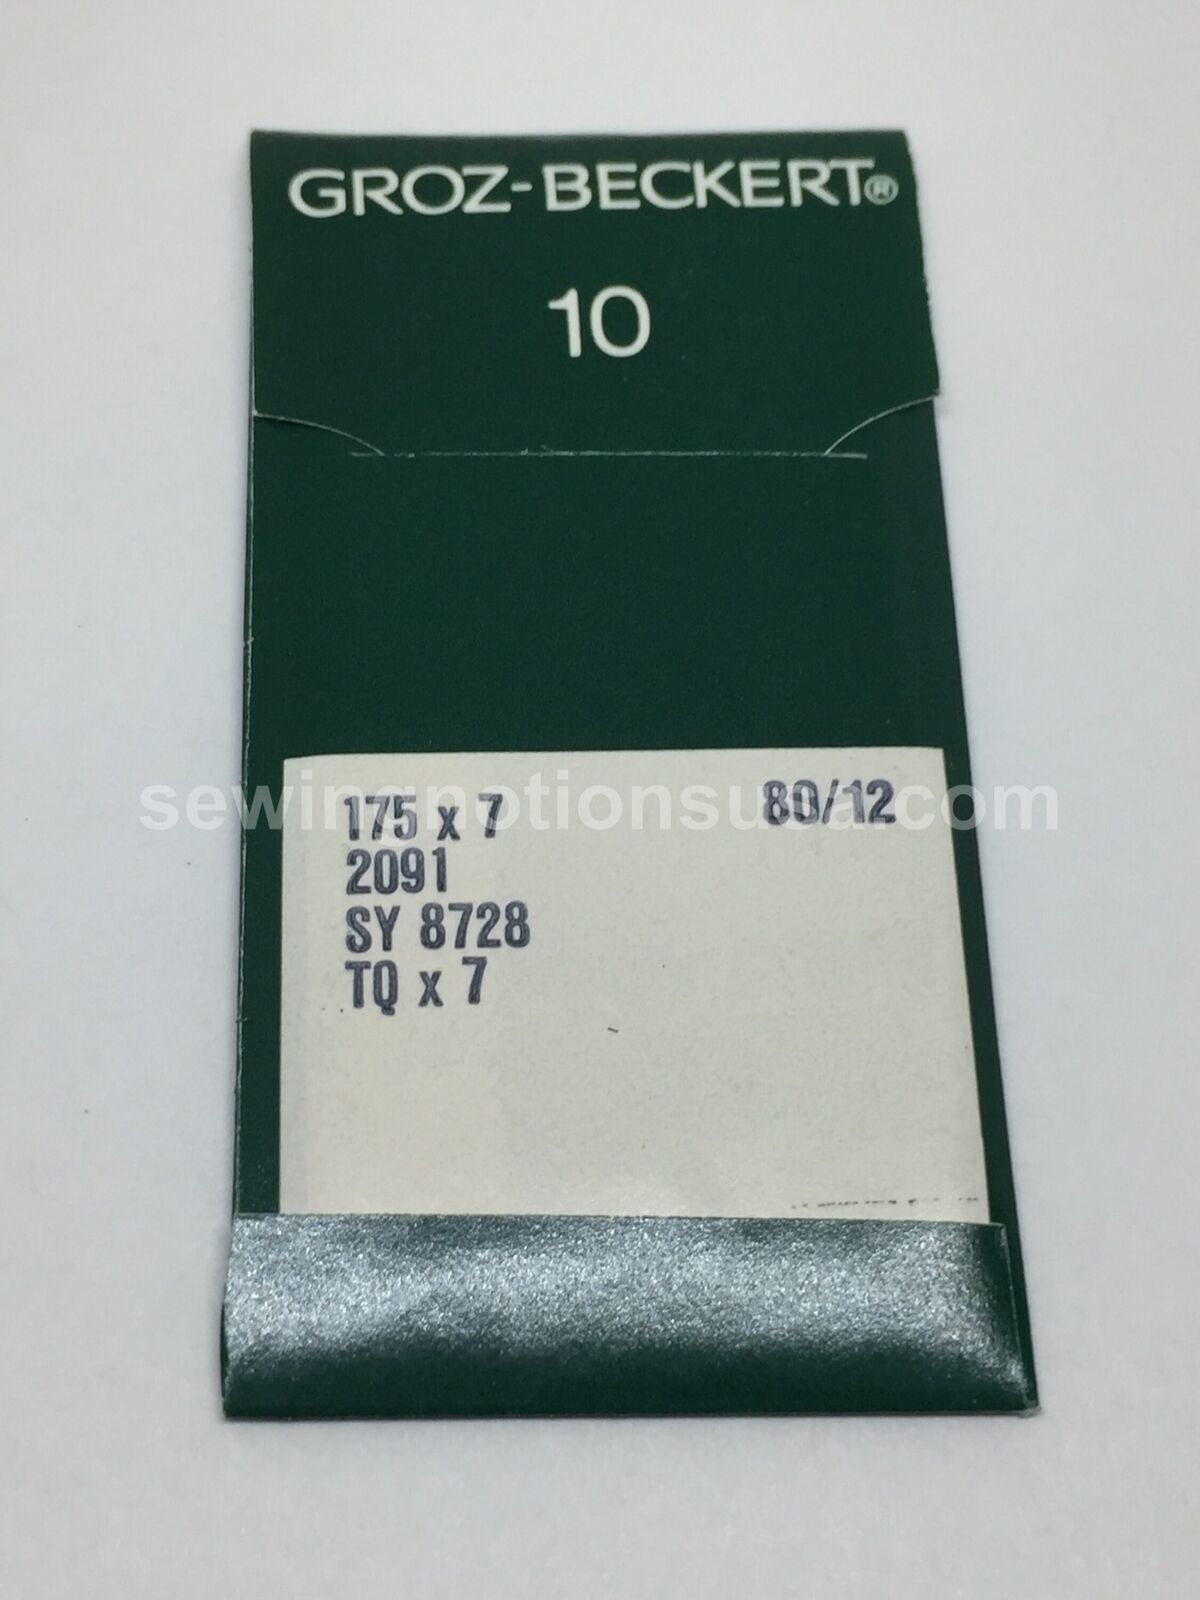 GROZ-BECKERT®
10
175 x 7 80/12
2091
SY 8728
TQ x 7
sewingnotionsusa.com